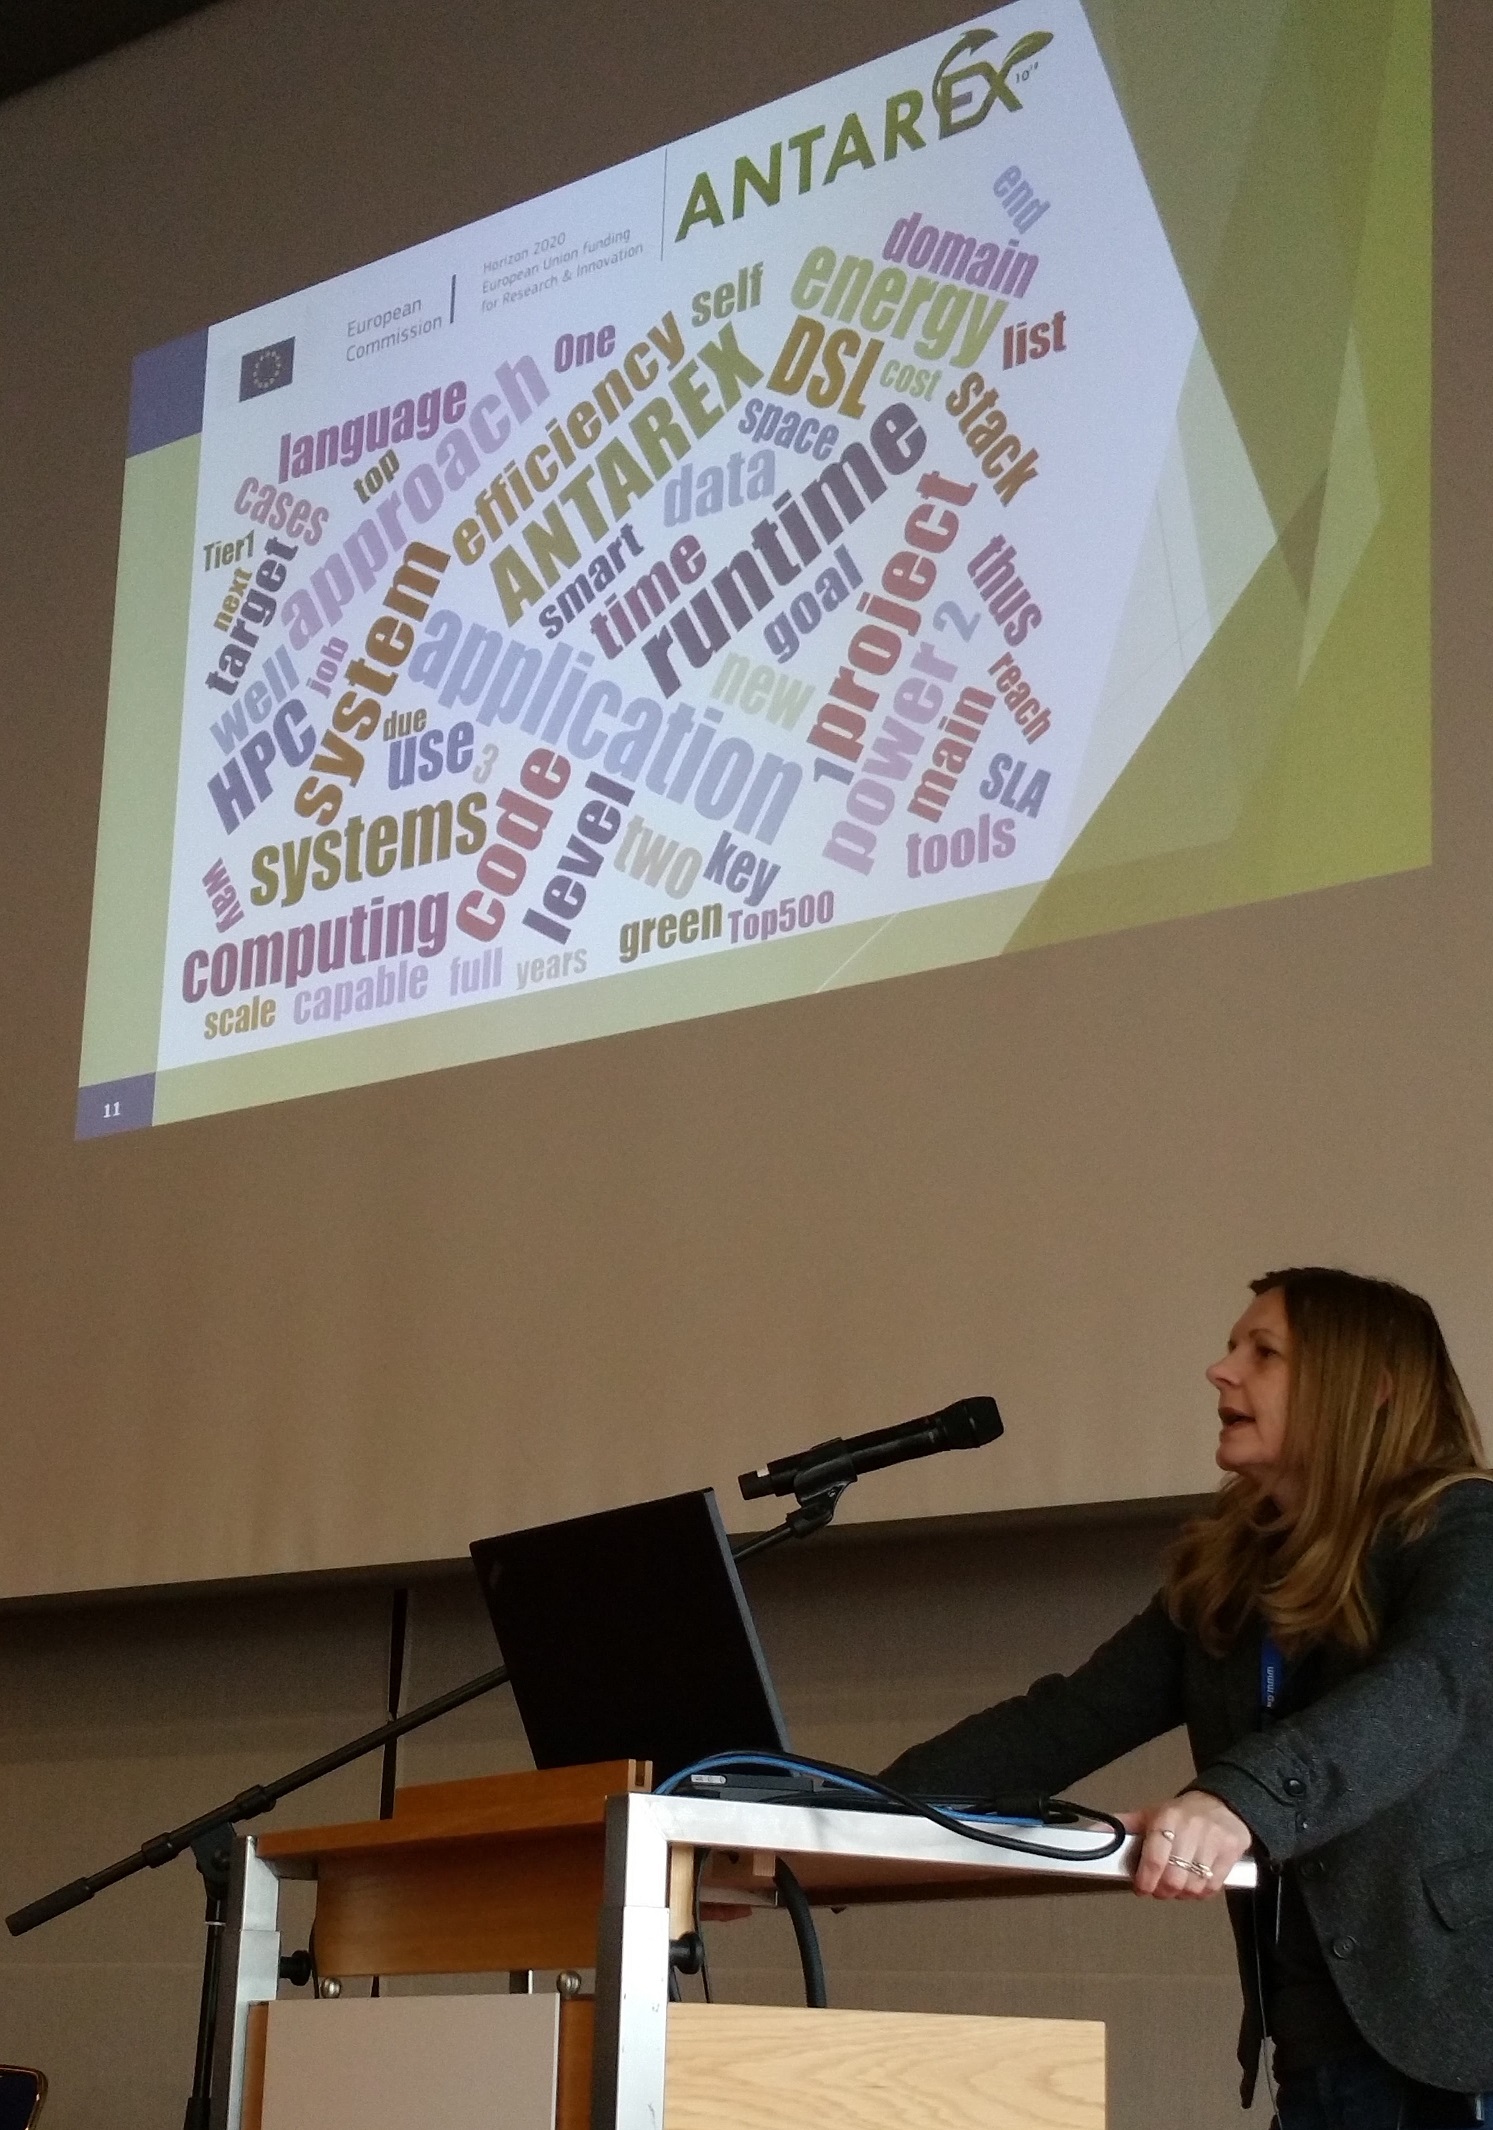 ANTAREX
10¹⁸
European
Commission
Horizon 2020
European Union funding
for Research & Innovation
end
domain
energy
self
list
One
efficiency
DSL
cost
stack
language
approach
ANTAREX
space
top
data
runtime
cases
smart
project
Tier1
time
goal
thus
next
target
system
2
well
job
application
new
power
reach
HPC
due
use
3
1
main
SLA
systems
code
level
two
key
tools
way
computing
green
Top500
capable
full
years
scale
11
www